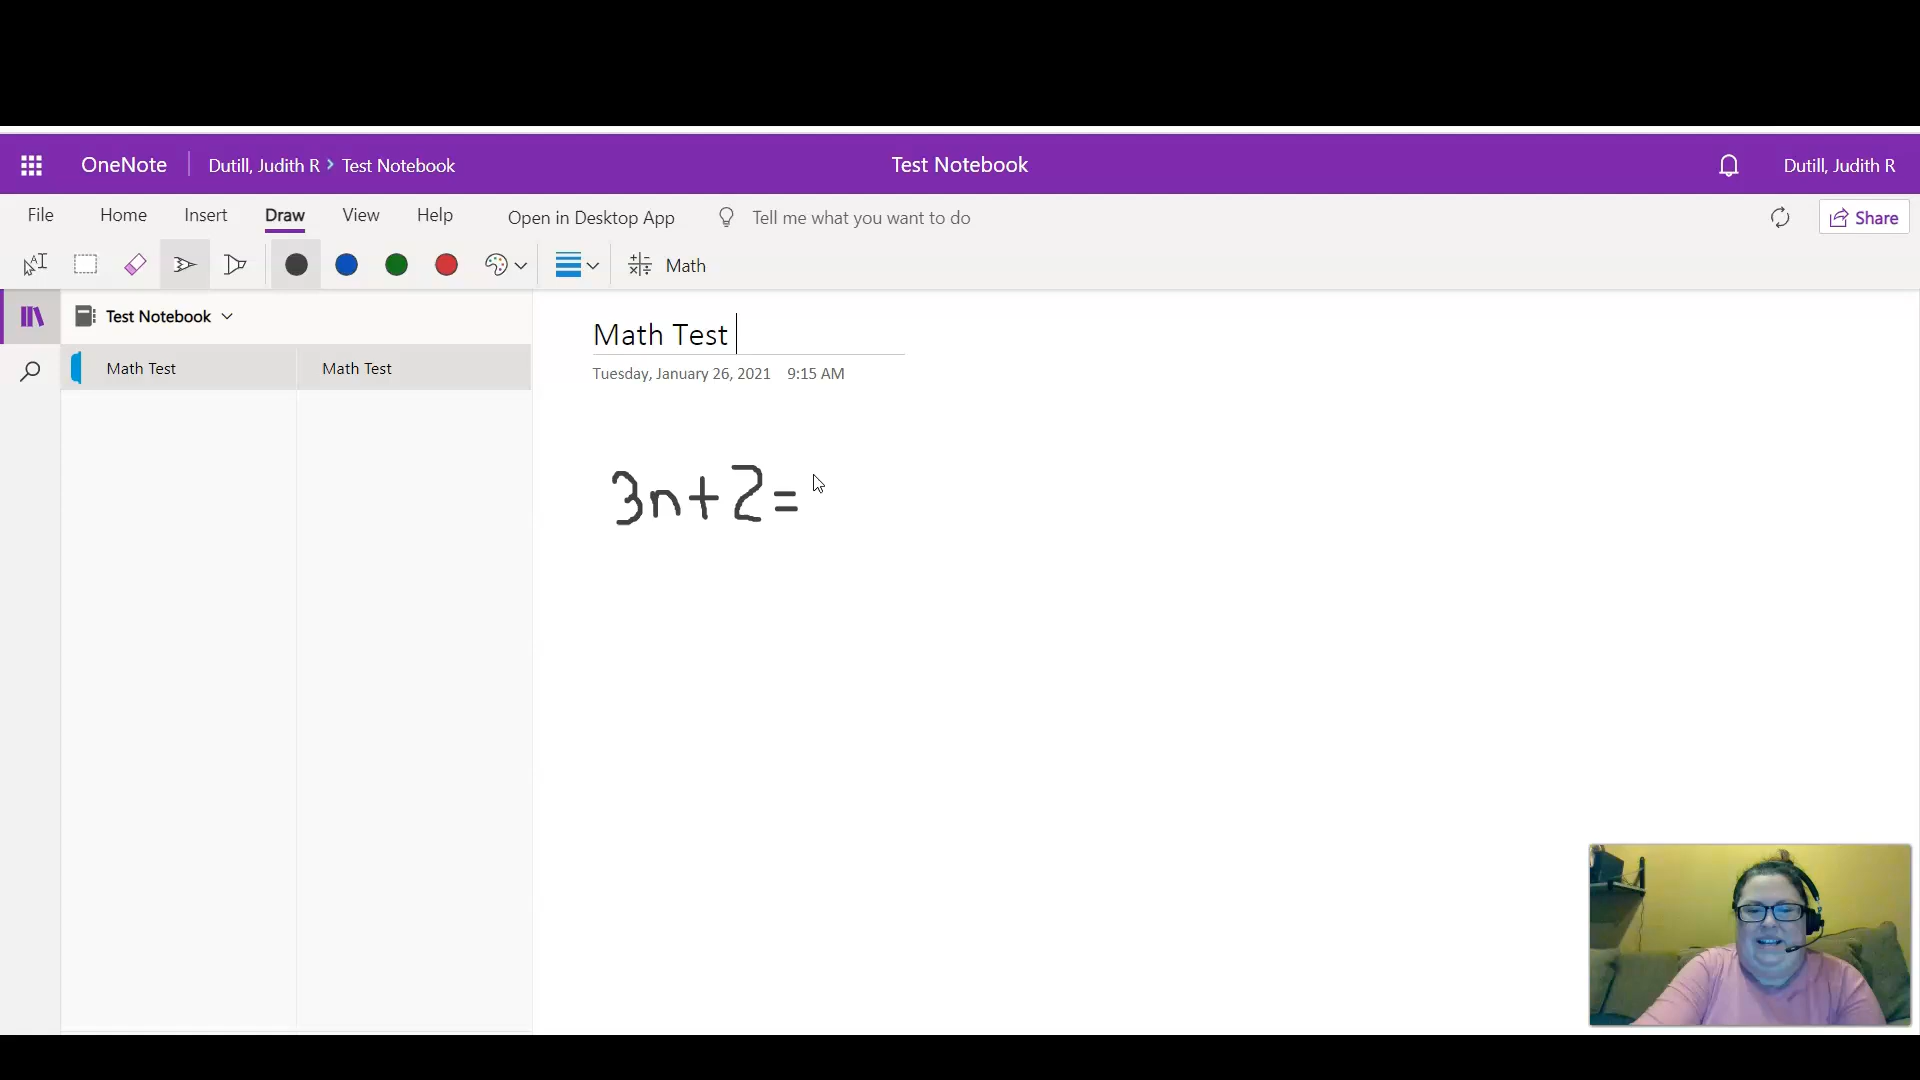 OneNote Dutill, Judith R > Test Notebook Test Notebook Dutill, Judith R
File Home Insert Draw View Help Open in Desktop App Tell me what you want to do Share
Math
Test Notebook
Math Test Math Test
Math Test
Tuesday, January 26, 2021 9:15 AM
3n+2=